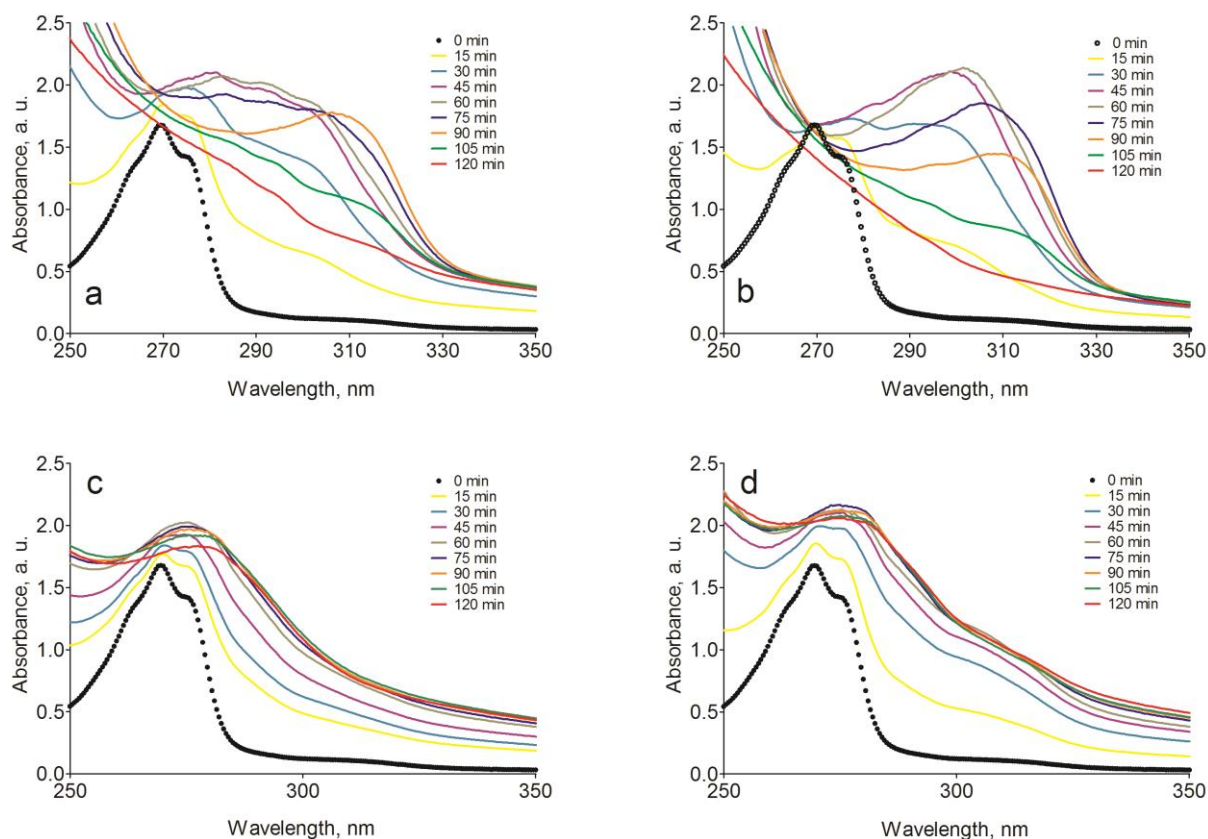 2.5
2.0
1.5
1.0
0.5
0.0
Absorbance, a. u.
a
0 min
15 min
30 min
45 min
60 min
75 min
90 min
105 min
120 min
250 270 290 310 330 350
Wavelength, nm
2.5
2.0
1.5
1.0
0.5
0.0
Absorbance, a. u.
b
0 min
15 min
30 min
45 min
60 min
75 min
90 min
105 min
120 min
250 270 290 310 330 350
Wavelength, nm
2.5
2.0
1.5
1.0
0.5
0.0
Absorbance, a. u.
c
0 min
15 min
30 min
45 min
60 min
75 min
90 min
105 min
120 min
250 300 350
Wavelength, nm
2.5
2.0
1.5
1.0
0.5
0.0
Absorbance, a. u.
d
0 min
15 min
30 min
45 min
60 min
75 min
90 min
105 min
120 min
250 300 350
Wavelength, nm